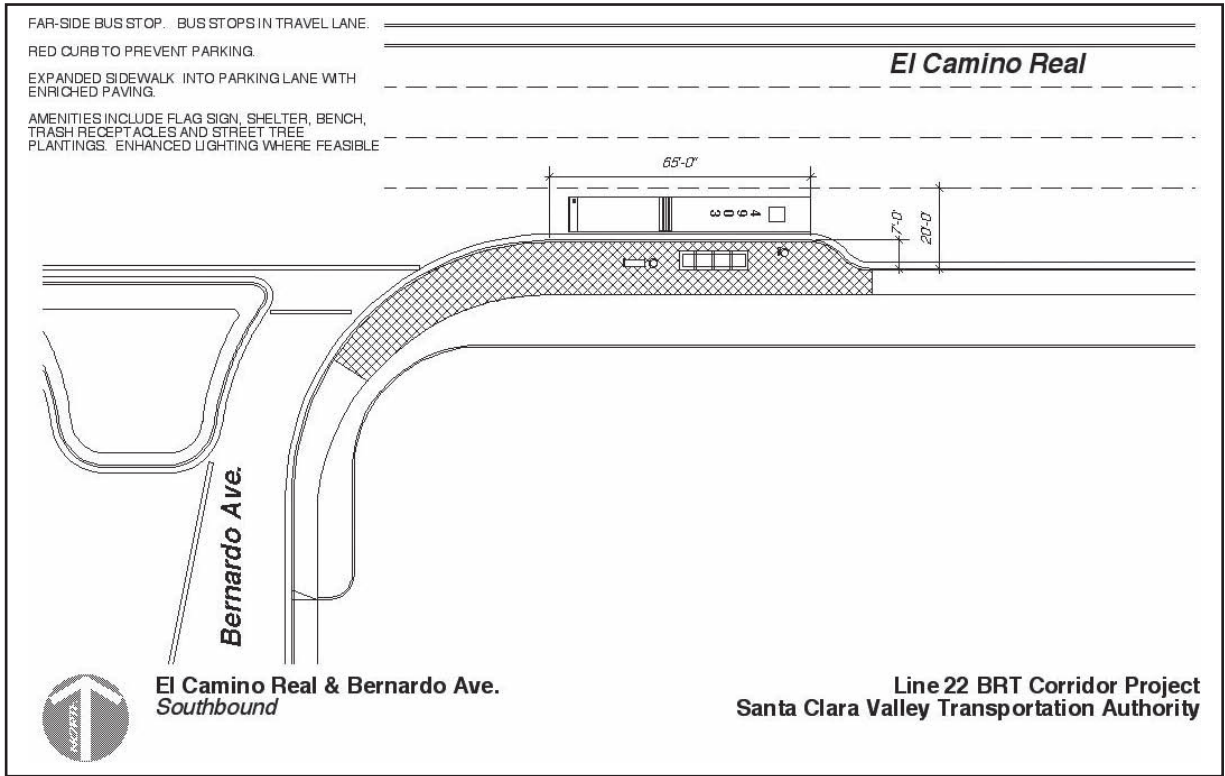 FAR-SIDE BUS STOP. BUS STOPS IN TRAVEL LANE.
RED CURB TO PREVENT PARKING.
EXPANDED SIDEWALK INTO PARKING LANE WITH
ENRICHED PAVING.
AMENITIES INCLUDE FLAG SIGN, SHELTER, BENCH,
TRASH RECEPTACLES AND STREET TREE
PLANTINGS. ENHANCED LIGHTING WHERE FEASIBLE
El Camino Real
65'-0"
4903
7'-0'
20'-0
Bernardo Ave.
NORTH
El Camino Real & Bernardo Ave.
Southbound
Line 22 BRT Corridor Project
Santa Clara Valley Transportation Authority